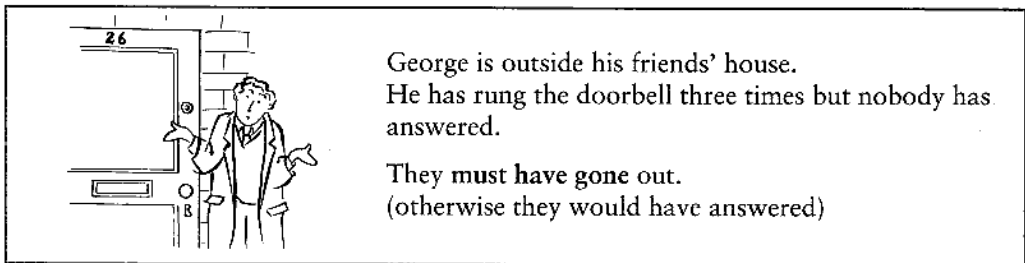 26
George is outside his friends' house.
He has rung the doorbell three times but nobody has
answered.
They must have gone out.
(otherwise they would have answered)